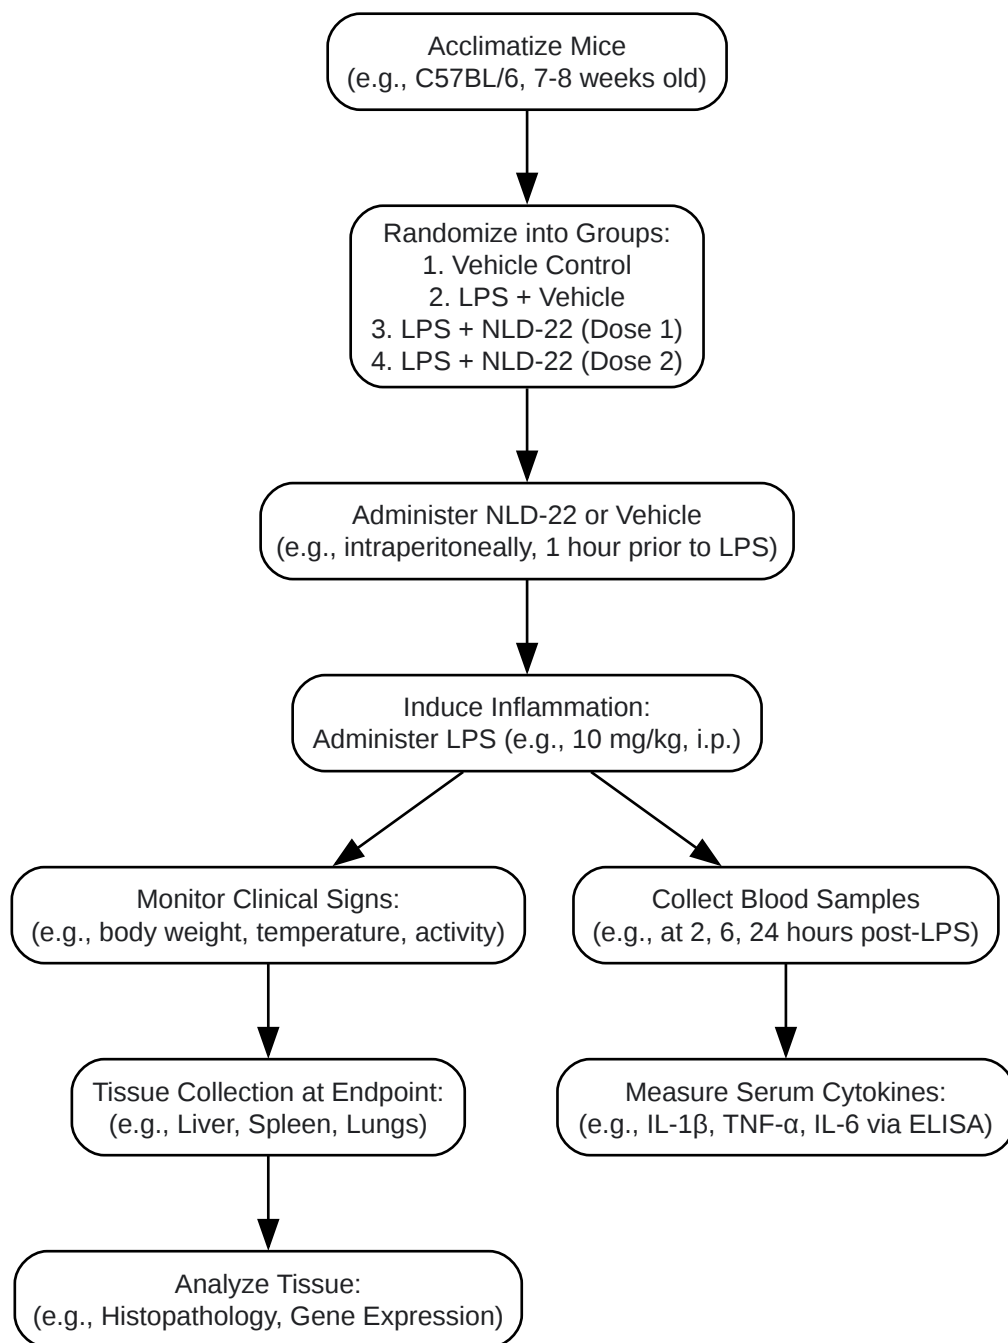 Acclimatize Mice
(e.g., C57BL/6, 7-8 weeks old)
Randomize into Groups:
1. Vehicle Control
2. LPS + Vehicle
3. LPS + NLD-22 (Dose 1)
4. LPS + NLD-22 (Dose 2)
Administer NLD-22 or Vehicle
(e.g., intraperitoneally, 1 hour prior to LPS)
Induce Inflammation:
Administer LPS (e.g., 10 mg/kg, i.p.)
Monitor Clinical Signs:
(e.g., body weight, temperature, activity)
Collect Blood Samples
(e.g., at 2, 6, 24 hours post-LPS)
Tissue Collection at Endpoint:
(e.g., Liver, Spleen, Lungs)
Measure Serum Cytokines:
(e.g., IL-1β, TNF-α, IL-6 via ELISA)
Analyze Tissue:
(e.g., Histopathology, Gene Expression)